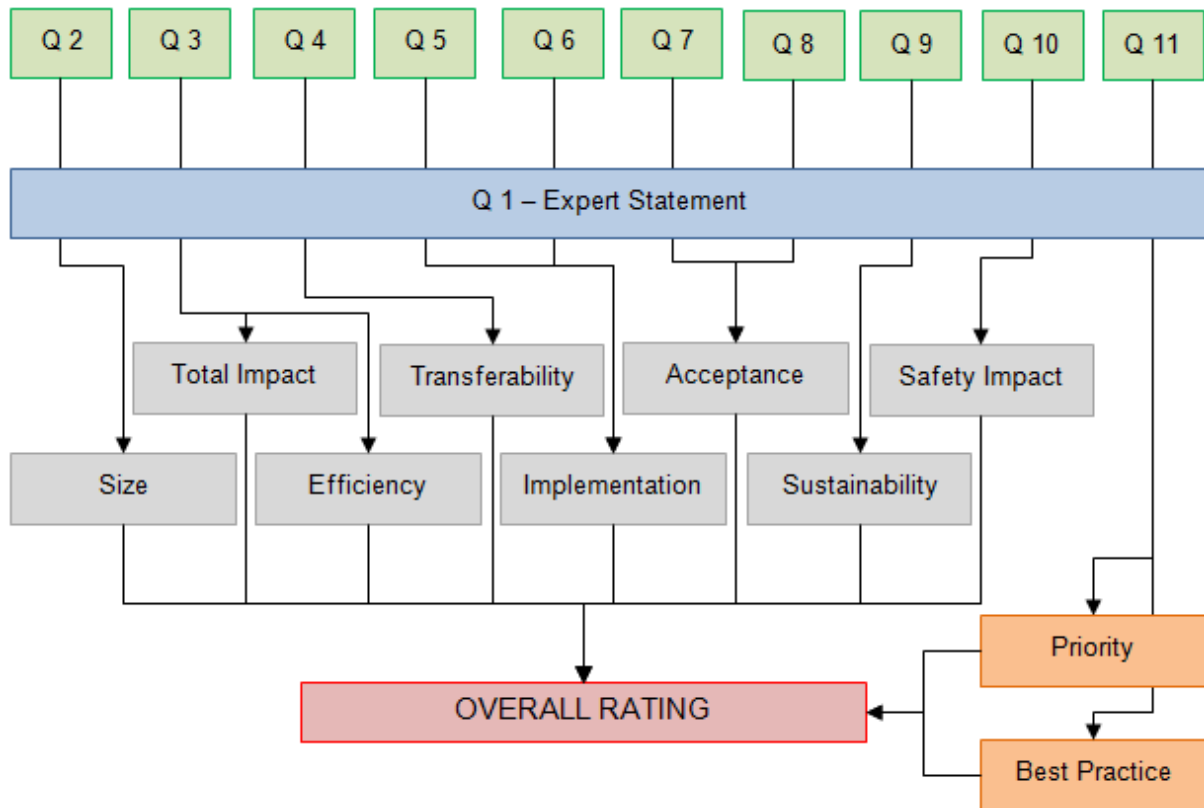 Q 2
Q 3
Q 4
Q 5
Q 6
Q 7
Q 8
Q 9
Q 10
Q 11
Q 1 – Expert Statement
Total Impact
Transferability
Acceptance
Safety Impact
Size
Efficiency
Implementation
Sustainability
Priority
OVERALL RATING
Best Practice